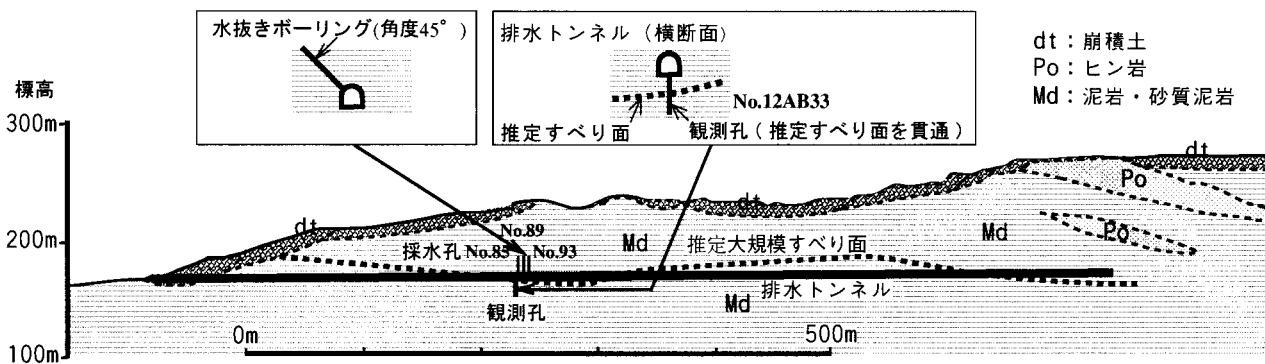 水抜きボーリング(角度45°)
排水トンネル (横断面)
No.12AB33
推定すべり面
観測孔 ( 推定すべり面を貫通 )
dt : 崩積土
Po : ヒン岩
Md : 泥岩・砂質泥岩
標高
300m
200m
100m
dt
dt
dt
Po
Po
No.89
採水孔 No.85
No.93
Md
推定大規模すべり面
Md
排水トンネル
観測孔
Md
0m
500m